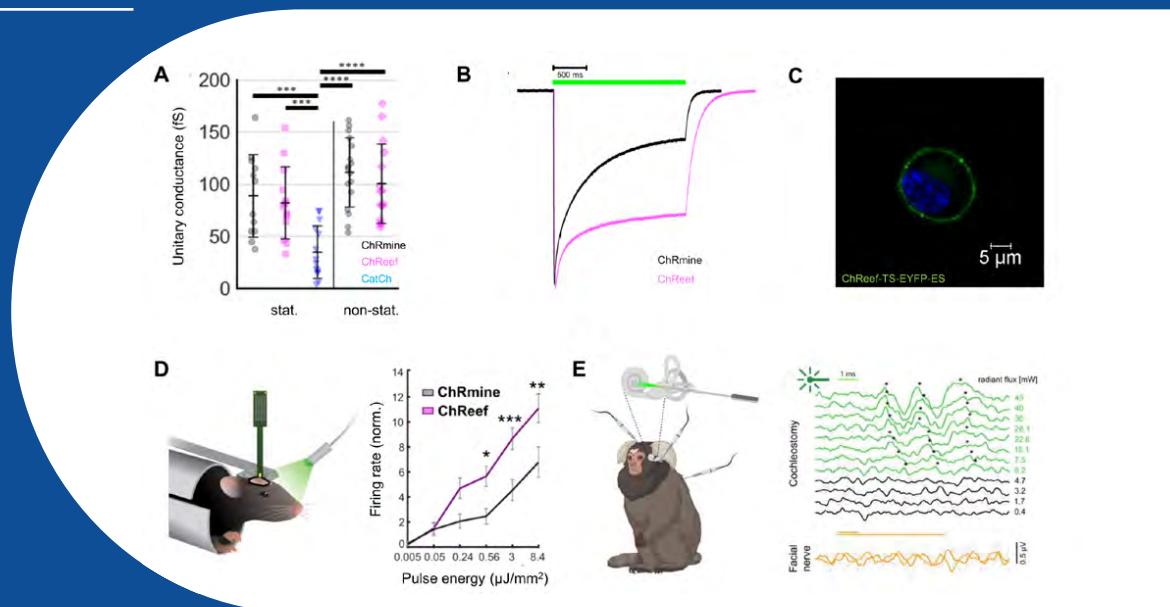 A
****
****
***
***
200
150
100
50
0
Unitary conductance (fS)
ChRmine
ChReef
CatCh
stat.
non-stat.
B
500 ms
ChRmine
ChReef
C
5 μm
ChReef-TS-EYFP-ES
D
14
12
10
8
6
4
2
0
Firing rate (norm.)
ChRmine
ChReef
*
***
**
0.005 0.05 0.24 0.56 3 8.4
Pulse energy (μJ/mm²)
E
1 ms
radiant flux [mW]
45
40
35
28.1
22.6
15.1
7.5
6.2
4.7
3.2
1.7
0.4
Cochleostomy
Facial
nerve
0.5 μV